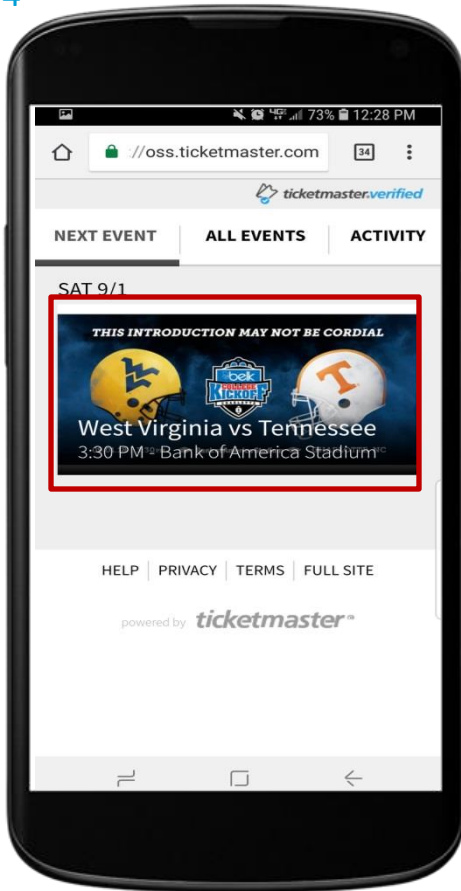 4
73% 12:28 PM
://oss.ticketmaster.com 34
ticketmaster.verified
NEXT EVENT ALL EVENTS ACTIVITY
SAT 9/1
THIS INTRODUCTION MAY NOT BE CORDIAL
belk
COLLEGE
KICKOFF
West Virginia vs Tennessee
3:30 PM - Bank of America Stadium
HELP PRIVACY TERMS FULL SITE
powered by ticketmaster